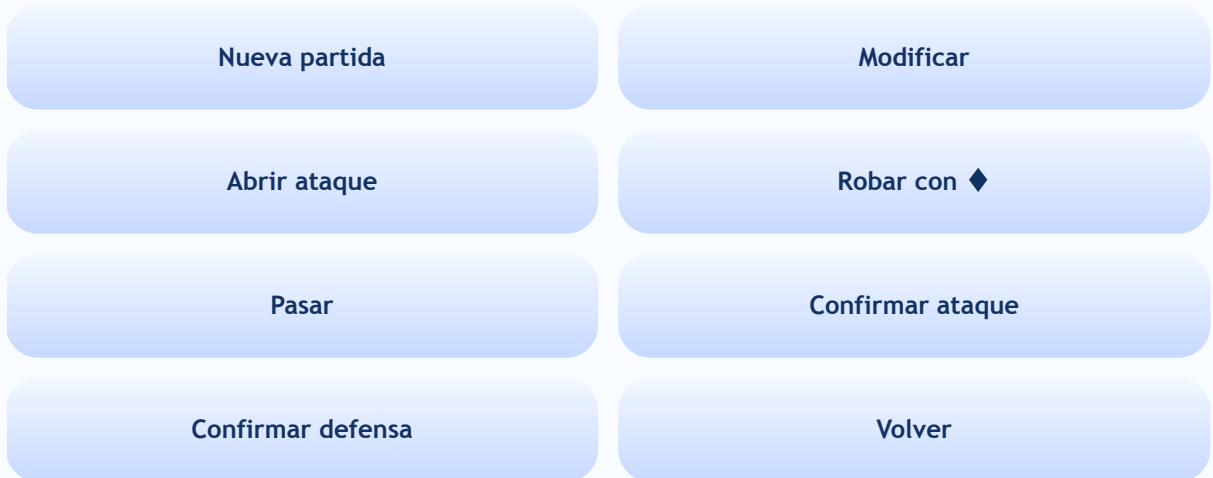 Nueva partida
Modificar
Abrir ataque
Robar con ♦
Pasar
Confirmar ataque
Confirmar defensa
Volver